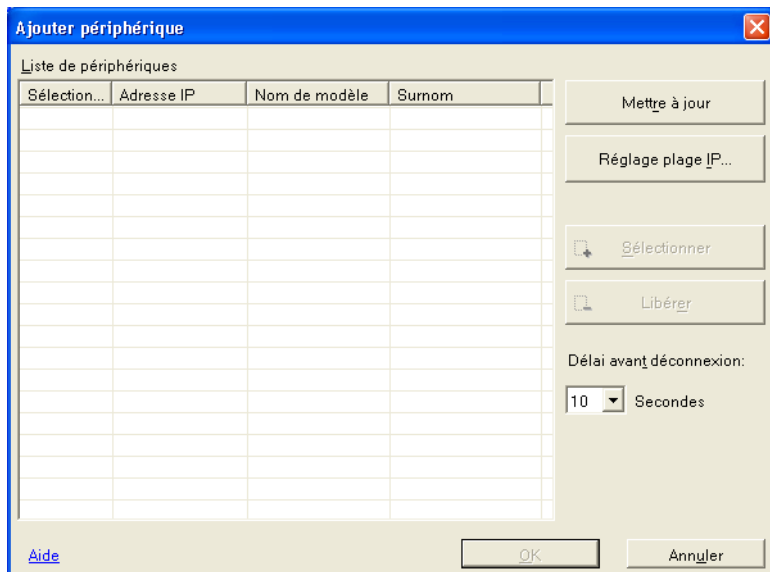 Ajouter périphérique
Liste de périphériques
Sélection... Adresse IP Nom de modèle Surnom
Mettre à jour
Réglage plage IP...
Sélectionner
Libérer
Délai avant déconnexion:
10 Secondes
Aide OK Annuler